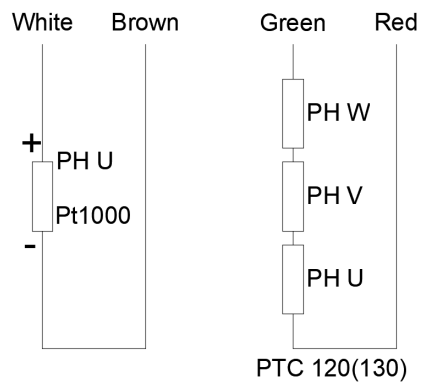 White Brown Green Red
+
PH U
Pt1000
-
PH W
PH V
PH U
PTC 120(130)